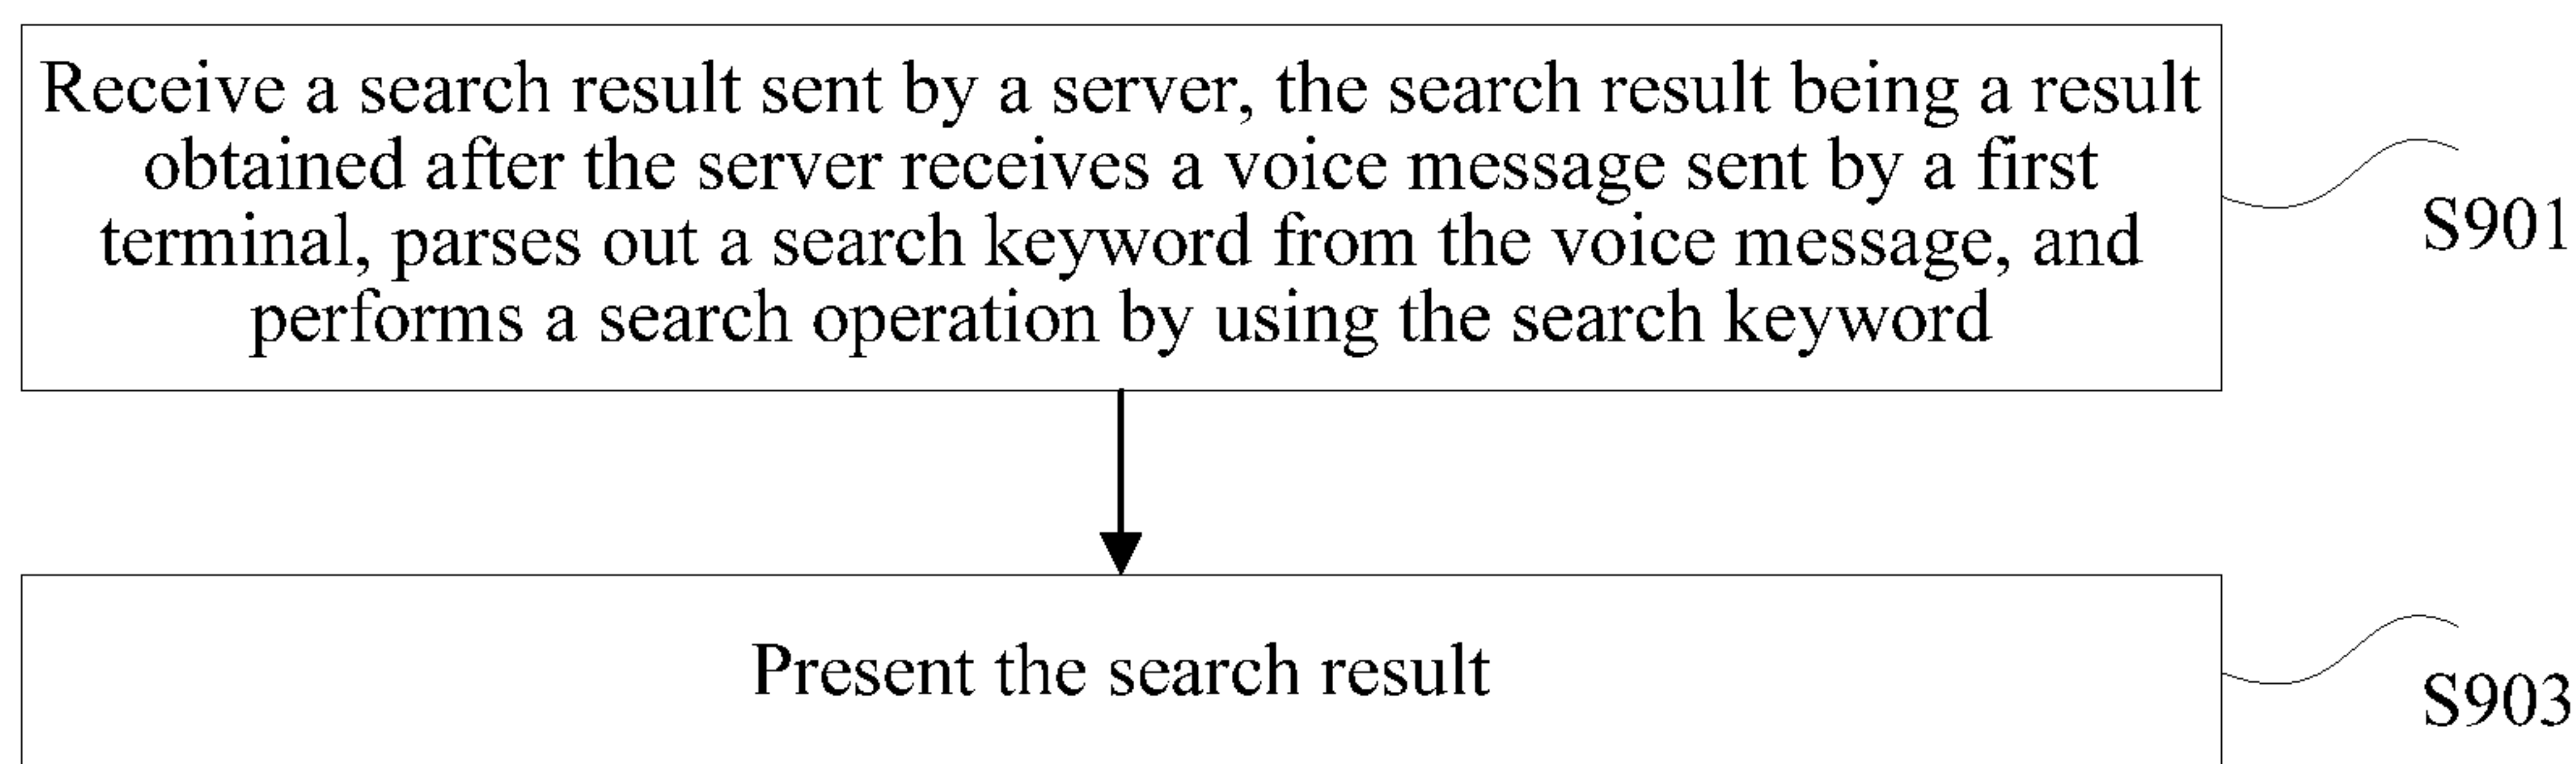 Receive a search result sent by a server, the search result being a result
obtained after the server receives a voice message sent by a first
terminal, parses out a search keyword from the voice message, and
performs a search operation by using the search keyword
S901
Present the search result
S903